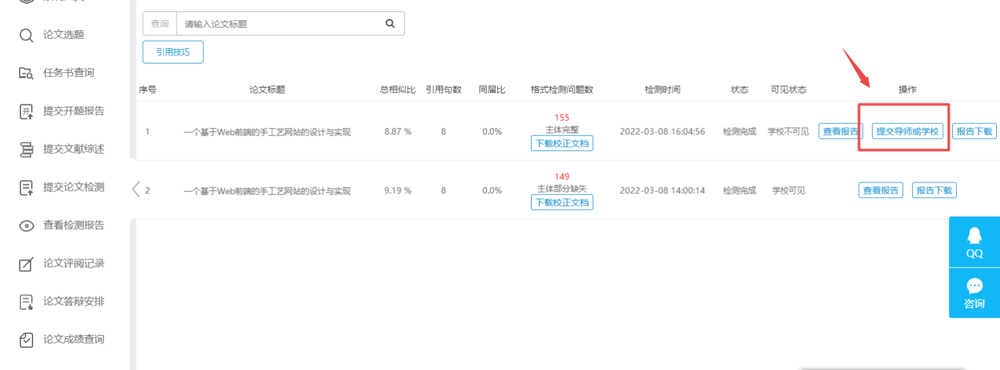 论文选题
任务书查询
提交开题报告
提交文献综述
提交论文检测
查看检测报告
论文评阅记录
论文答辩安排
论文成绩查询
查询 请输入论文标题
引用技巧
序号 论文标题 总相似比 引用句数 同届比 格式检测问题数 检测时间 状态 可见状态 操作
155
1 一个基于Web前端的手工艺网站的设计与实现 8.87 % 8 0.0% 主体完整 2022-03-08 16:04:56 检测完成 学校不可见 查看报告 提交导师或学校 报告下载
下载校正文档
149
2 一个基于Web前端的手工艺网站的设计与实现 9.19 % 8 0.0% 主体部分缺失 2022-03-08 14:00:14 检测完成 学校可见 查看报告 报告下载
下载校正文档
QQ
咨询